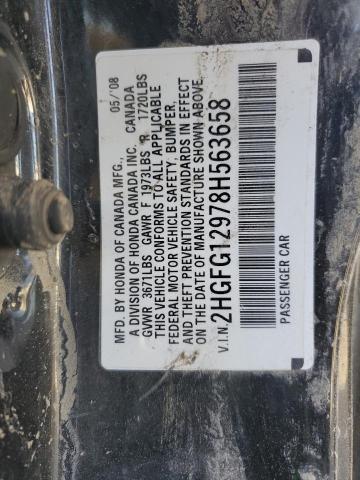 MFD. BY HONDA OF CANADA MFG., 05/'08
A DIVISION OF HONDA CANADA INC. CANADA
GVWR 3671LBS GAWR F 1973LBS R 1720LBS
THIS VEHICLE CONFORMS TO ALL APPLICABLE
FEDERAL MOTOR VEHICLE SAFETY, BUMPER,
AND THEFT PREVENTION STANDARDS IN EFFECT
ON THE DATE OF MANUFACTURE SHOWN ABOVE.
V.I.N. 2HGFG12978H563658
PASSENGER CAR